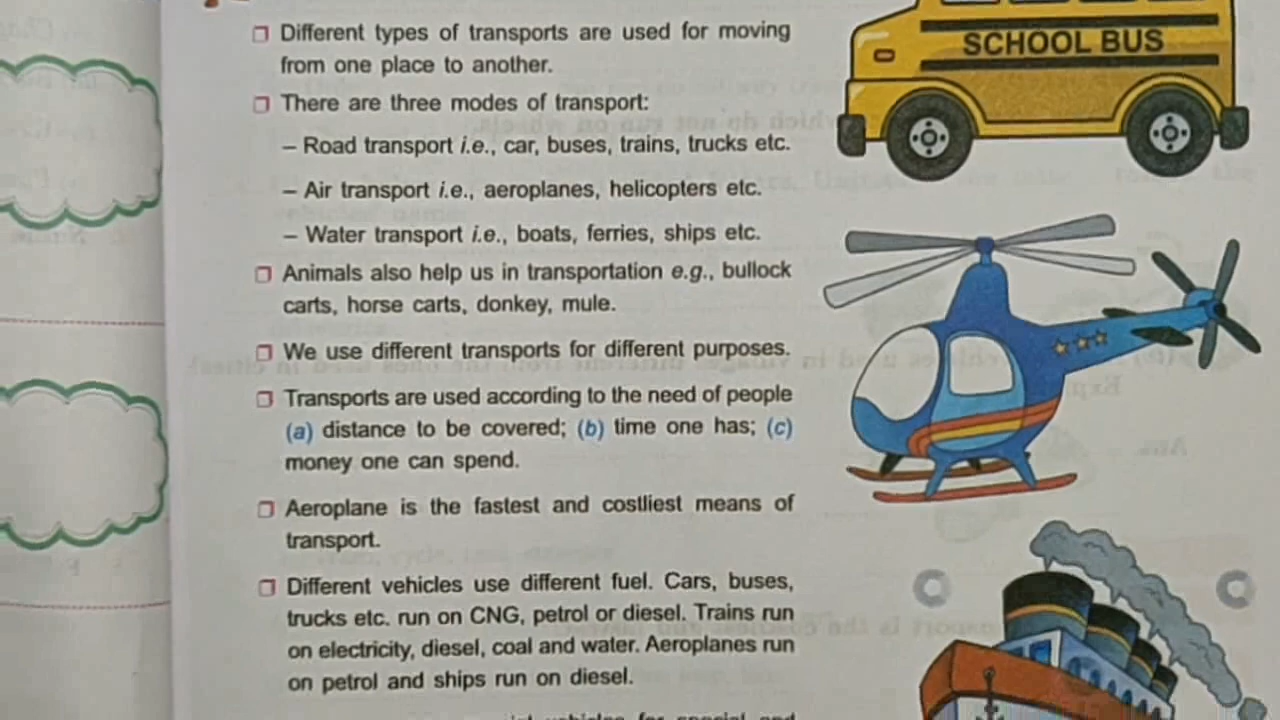 Different types of transports are used for moving
from one place to another.
There are three modes of transport:
– Road transport i.e., car, buses, trains, trucks etc.
– Air transport i.e., aeroplanes, helicopters etc.
– Water transport i.e., boats, ferries, ships etc.
Animals also help us in transportation e.g., bullock
carts, horse carts, donkey, mule.
We use different transports for different purposes.
Transports are used according to the need of people
(a) distance to be covered; (b) time one has; (c)
money one can spend.
Aeroplane is the fastest and costlliest means of
transport.
Different vehicles use different fuel. Cars, buses,
trucks etc. run on CNG, petrol or diesel. Trains run
on electricity, diesel, coal and water. Aeroplanes run
on petrol and ships run on diesel.
vehicles for special and
SCHOOL BUS